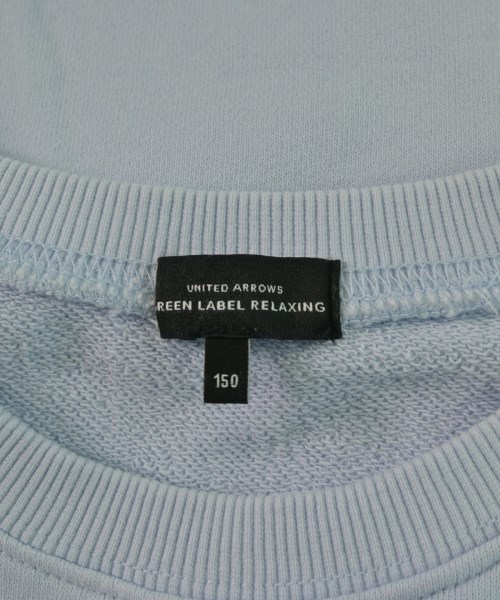 UNITED ARROWS
REEN LABEL RELAXING
150